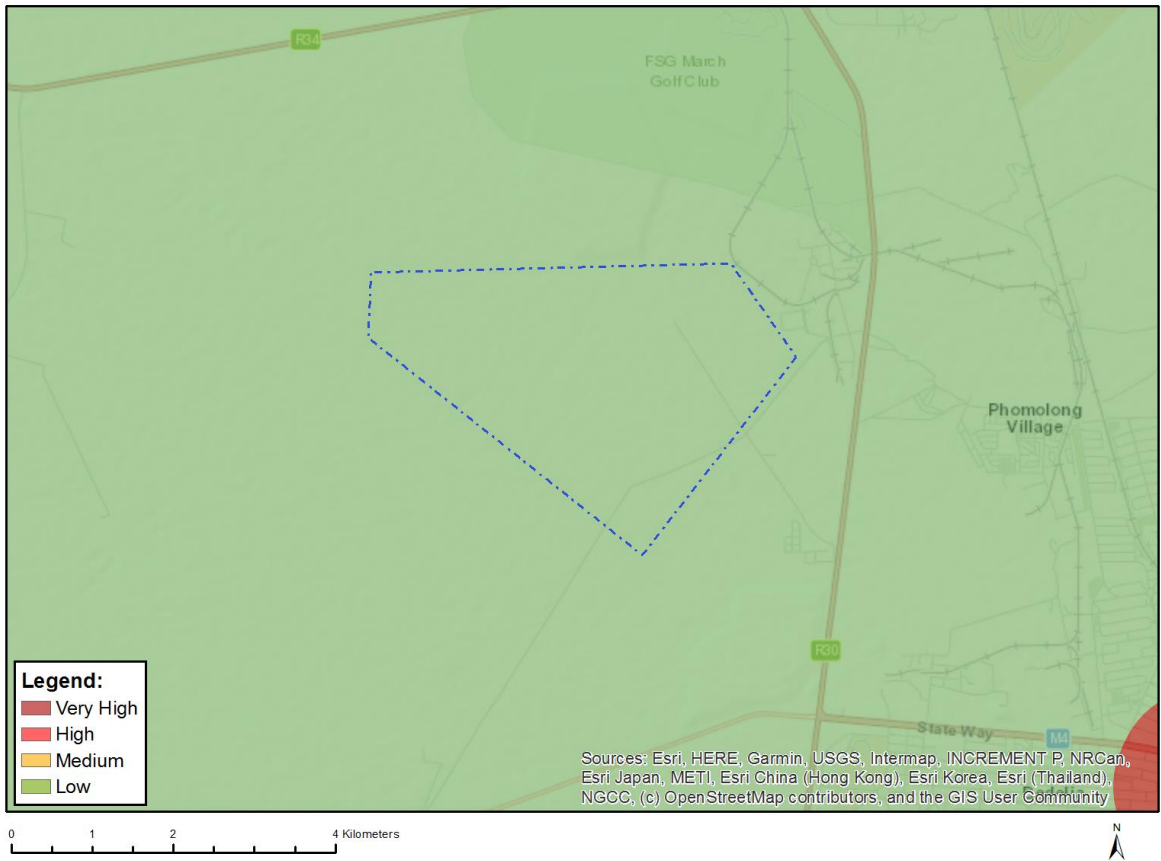 R34
FSG March
Golf Club
Phomolong
Village
R30
State Way
M4
Legend:
Very High
High
Medium
Low
Sources: Esri, HERE, Garmin, USGS, Intermap, INCREMENT P, NRCan,
Esri Japan, METI, Esri China (Hong Kong), Esri Korea, Esri (Thailand),
NGCC, (c) OpenStreetMap contributors, and the GIS User Community
0 1 2 4 Kilometers
N